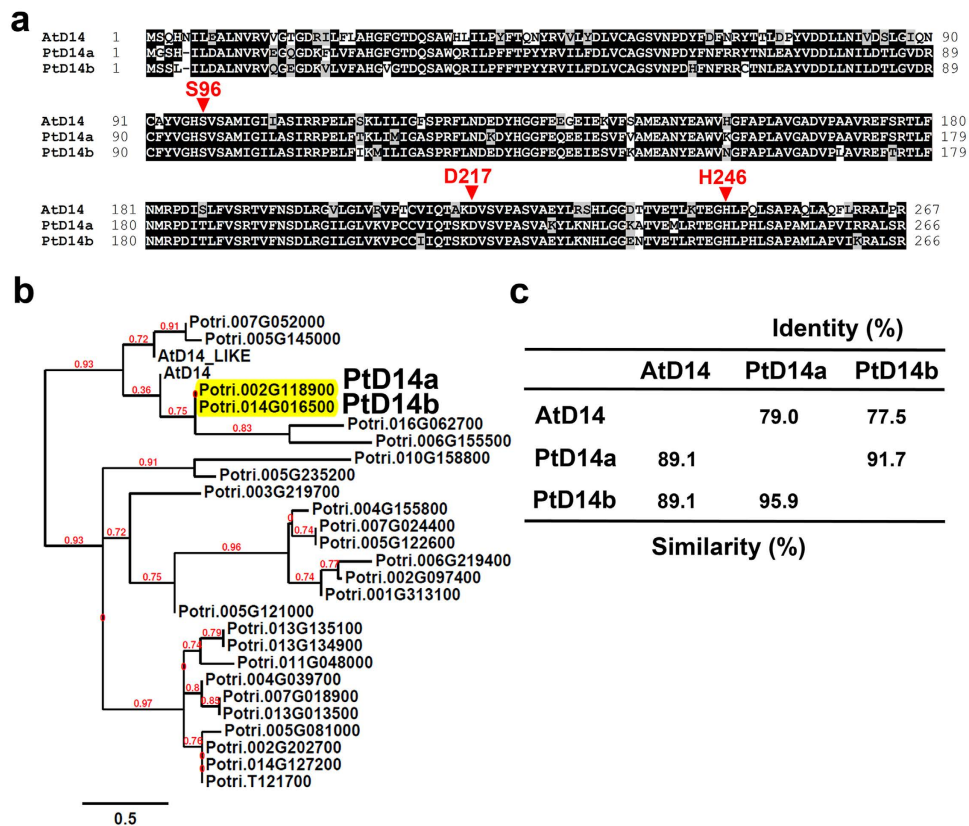 a
AtD14 1 MSQHNILEALNVRVVGTGDRILFLAHGFGTDQSAWHLILPYFTQNYRVVLYDLVCAGSVNPDYFDFNRYTTLDPYVDDLLNIVDSLGIQN 90
PtD14a 1 MSGSH-ILDALNVRVEGQGDKFLVFAHGFGTDQSAWQRILPFFTPYYRVILFDLVCAGSVNPDYFNFRRYTNLEAYVDDLLNILDTLGVDR 89
PtD14b 1 MSSL-ILDALNVRVQGEGDKVLVFAHGVGTDQSAWQRILPFFTPYYRVILFDLVCAGSVNPDHFNFRRCTNLEAYVDDLLNILDTLGVDR 89
S96
AtD14 91 CAYVGHSVSAMIGIIASIRRPELFSKLILIGFSPRFLNDEDYHGGFEEGEIEKVFSAMEANYEAWVHGFAPLAVGADVPAAVREFSRTLF 180
PtD14a 90 CFYVGHSVSAMIGILASIRRPELFTKLIMIGASPRFLNDKDYHGGFEQEEIESVFVAMEANYEAWVKGFAPLAVGADVPAAVREFSRTLF 179
PtD14b 90 CFYVGHSVSAMIGILASIRRPELFIKMILIGASPRFLNDEDYHGGFEQEEIESVFKAMEANYEAWVNGFAPLAVGADVPLAVREFTRTLF 179
D217 H246
AtD14 181 NMRPDISLFVSRTVFNSDLRGVLGLVRVPTCVIQTAKDVSVPASVAEYLRSHLGGDTTVETLKTEGHLPQLSAPAQLAQFLRRALPR 267
PtD14a 180 NMRPDITLFVSRTVFNSDLRGILGLVKVPCCVIQTSKDVSVPASVAKYLKNHLGGKATVEMLRTEGHLPHLSAPAMLAPVIRRALSR 266
PtD14b 180 NMRPDITLFVSRTVFNSDLRGILGLVKVPCCILQTSKDVSVPASVAEYLKNHLGGENTVETLRTEGHLPHLSAPAMLAPVIKRALSR 266
b
0.91 Potri.007G052000
0.72 Potri.005G145000
0.93 AtD14_LIKE
AtD14
0.36 Potri.002G118900 PtD14a
0.75 Potri.014G016500 PtD14b
0.83 Potri.016G062700
Potri.006G155500
0.91 Potri.010G158800
Potri.005G235200
Potri.003G219700
0.93 0.72 Potri.004G155800
0 0.74 Potri.007G024400
0.96 Potri.005G122600
0.77 Potri.006G219400
0.75 0.74 Potri.002G097400
Potri.001G313100
Potri.005G121000
0.79 Potri.013G135100
0.74 Potri.013G134900
Potri.011G048000
0.8 Potri.004G039700
0.97 0.85 Potri.007G018900
Potri.013G013500
Potri.005G081000
0.76 Potri.002G202700
Potri.014G127200
Potri.T121700
0.5
c
Identity (%)
AtD14 PtD14a PtD14b
AtD14 79.0 77.5
PtD14a 89.1 91.7
PtD14b 89.1 95.9
Similarity (%)